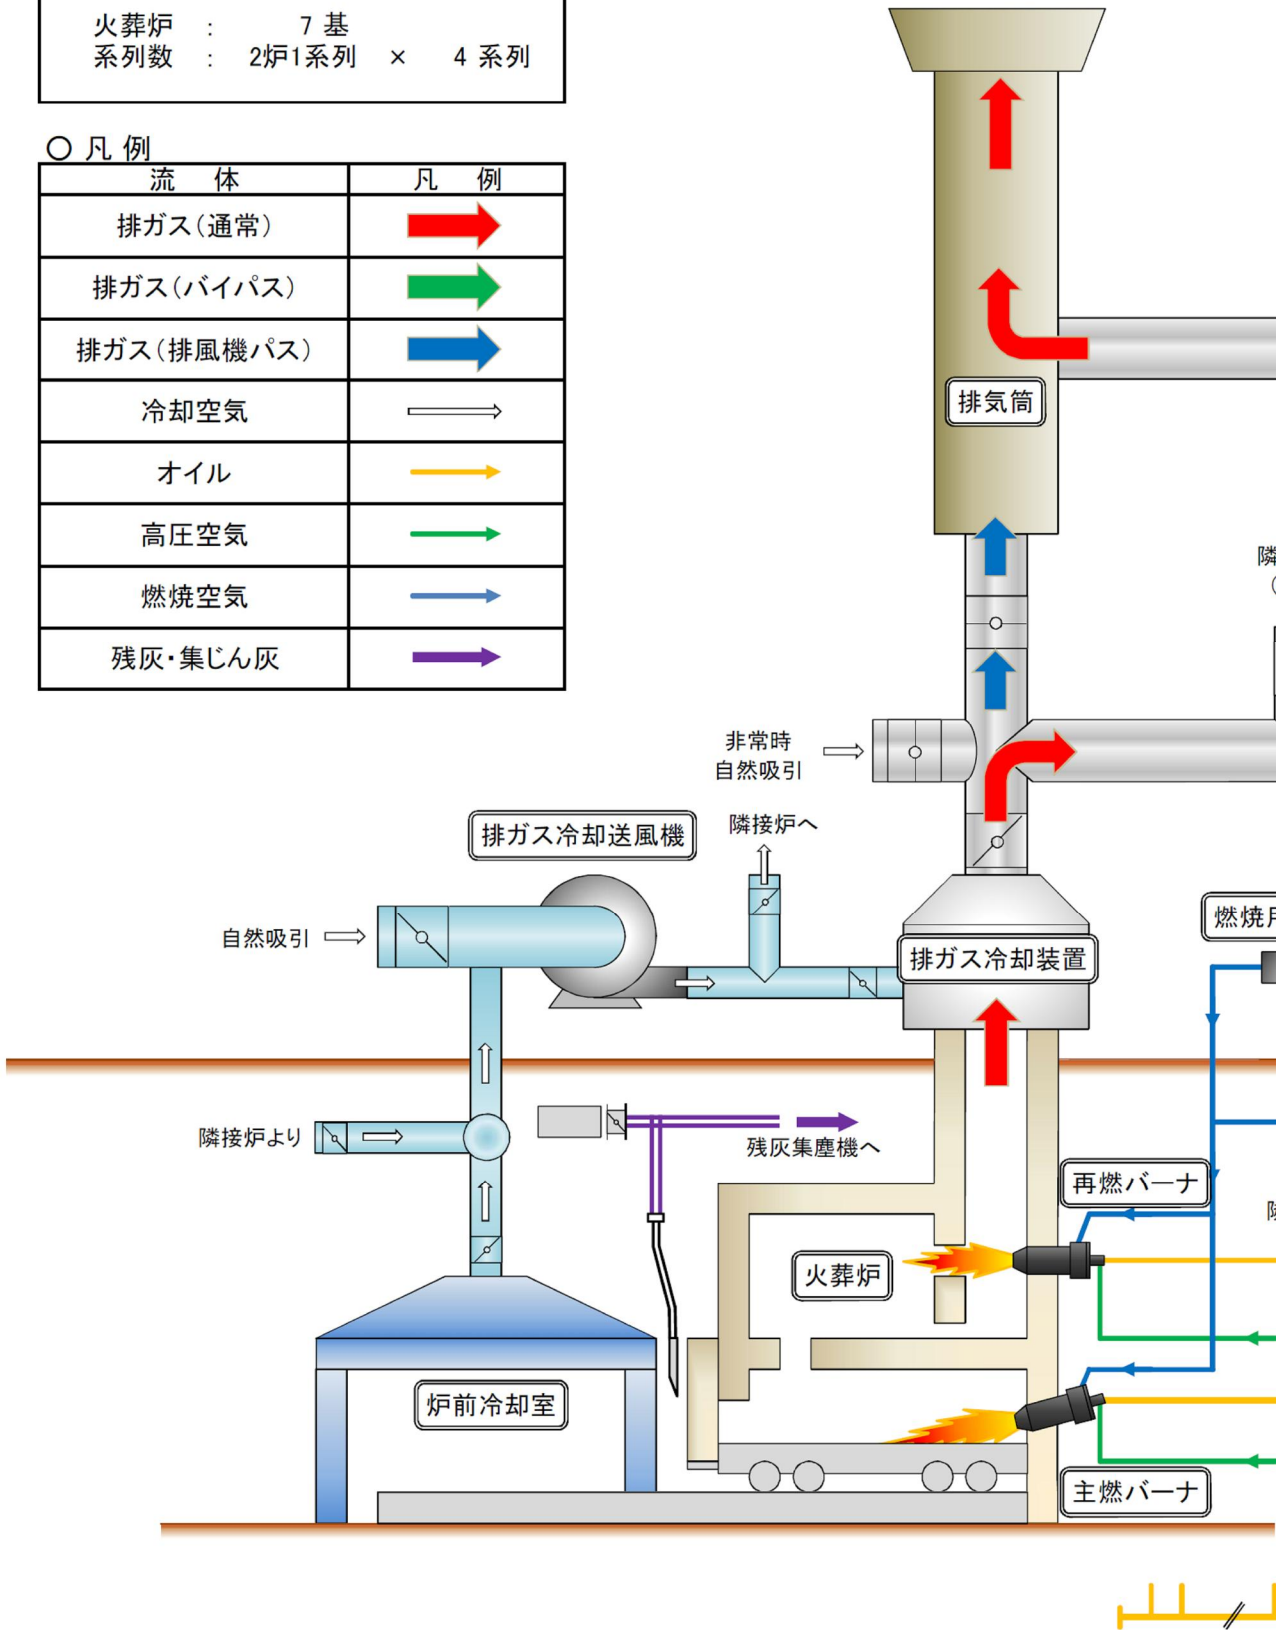 火葬炉 : 7 基
系列数 : 2炉1系列 × 4 系列
○ 凡 例
流 体 凡 例
排ガス(通常)
排ガス(バイパス)
排ガス(排風機パス)
冷却空気
オイル
高圧空気
燃焼空気
残灰・集じん灰
排気筒
隣
(
非常時
自然吸引
隣接炉へ
排ガス冷却送風機
自然吸引
排ガス冷却装置
燃焼
隣接炉より
残灰集塵機へ
再燃バーナ
火葬炉
炉前冷却室
主燃バーナ